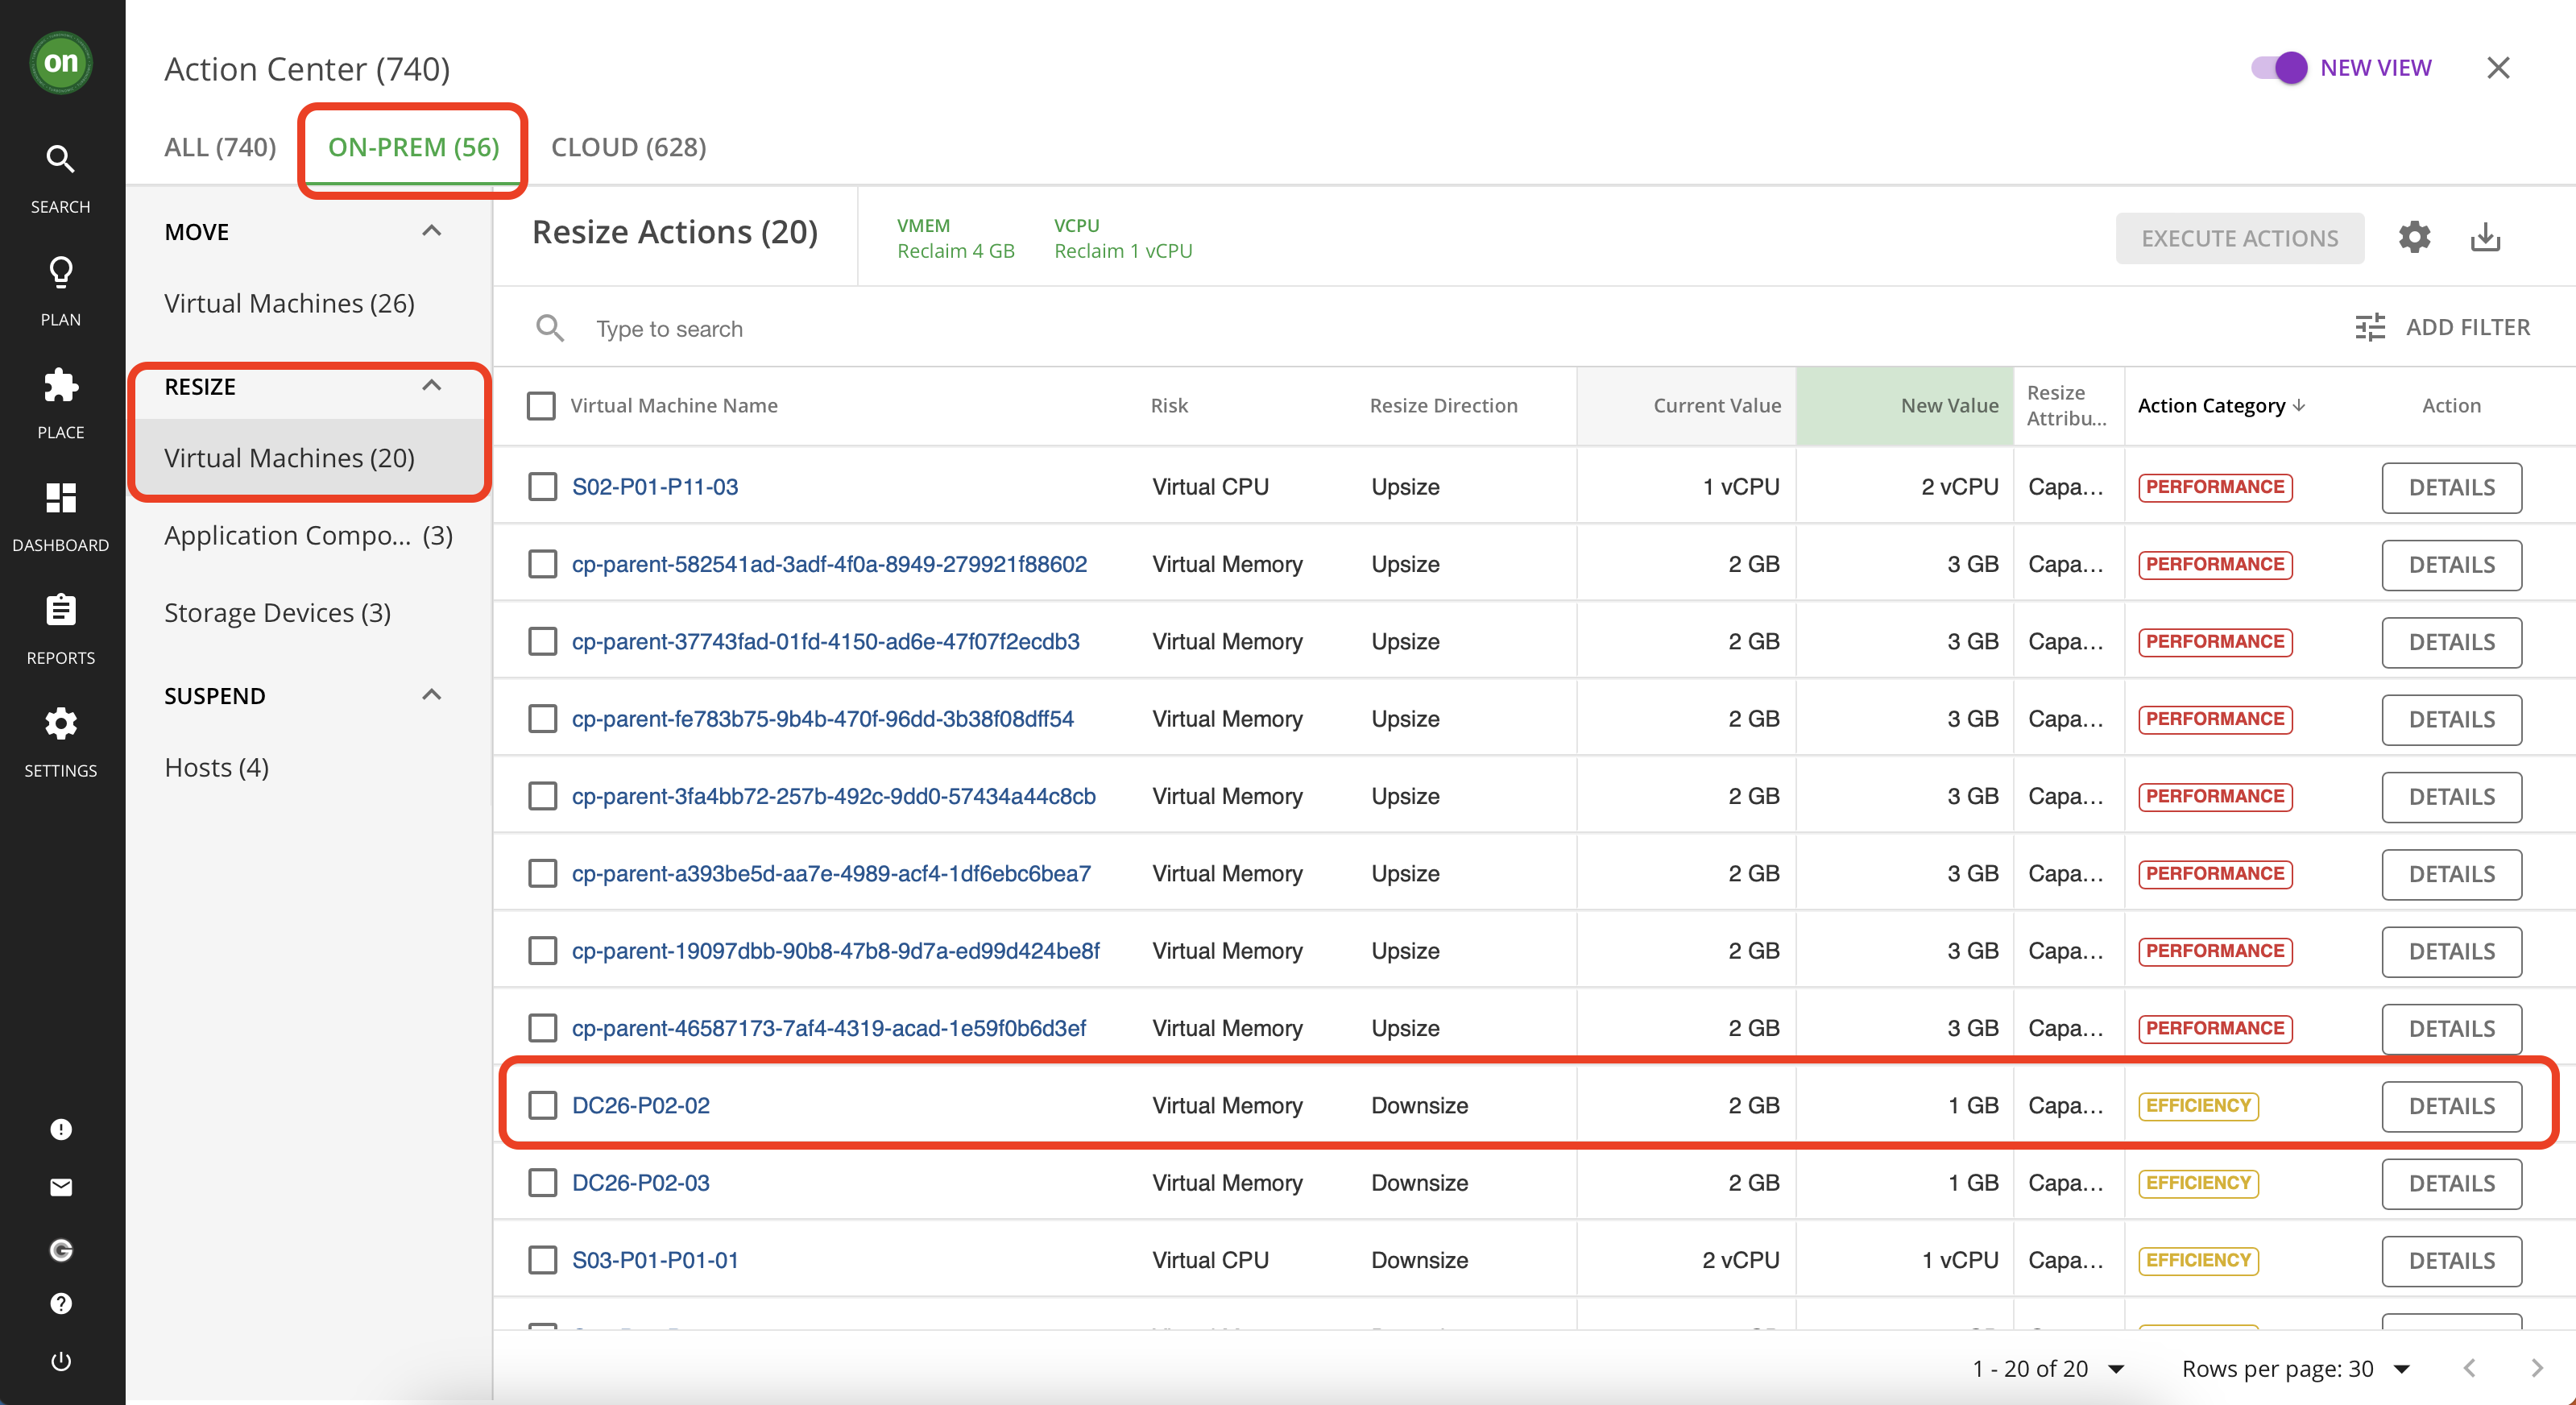 on
SEARCH
PLAN
PLACE
DASHBOARD
REPORTS
SETTINGS
Action Center (740)
NEW VIEW
ALL (740) ON-PREM (56) CLOUD (628)
MOVE
Virtual Machines (26)
RESIZE
Virtual Machines (20)
Application Compo... (3)
Storage Devices (3)
SUSPEND
Hosts (4)
Resize Actions (20)
VMEM
Reclaim 4 GB
VCPU
Reclaim 1 vCPU
EXECUTE ACTIONS
Type to search
ADD FILTER
Virtual Machine Name Risk Resize Direction Current Value New Value Resize Attribu... Action Category Action
S02-P01-P11-03 Virtual CPU Upsize 1 vCPU 2 vCPU Capa... PERFORMANCE DETAILS
cp-parent-582541ad-3adf-4f0a-8949-279921f88602 Virtual Memory Upsize 2 GB 3 GB Capa... PERFORMANCE DETAILS
cp-parent-37743fad-01fd-4150-ad6e-47f07f2ecdb3 Virtual Memory Upsize 2 GB 3 GB Capa... PERFORMANCE DETAILS
cp-parent-fe783b75-9b4b-470f-96dd-3b38f08dff54 Virtual Memory Upsize 2 GB 3 GB Capa... PERFORMANCE DETAILS
cp-parent-3fa4bb72-257b-492c-9dd0-57434a44c8cb Virtual Memory Upsize 2 GB 3 GB Capa... PERFORMANCE DETAILS
cp-parent-a393be5d-aa7e-4989-acf4-1df6ebc6bea7 Virtual Memory Upsize 2 GB 3 GB Capa... PERFORMANCE DETAILS
cp-parent-19097dbb-90b8-47b8-9d7a-ed99d424be8f Virtual Memory Upsize 2 GB 3 GB Capa... PERFORMANCE DETAILS
cp-parent-46587173-7af4-4319-acad-1e59f0b6d3ef Virtual Memory Upsize 2 GB 3 GB Capa... PERFORMANCE DETAILS
DC26-P02-02 Virtual Memory Downsize 2 GB 1 GB Capa... EFFICIENCY DETAILS
DC26-P02-03 Virtual Memory Downsize 2 GB 1 GB Capa... EFFICIENCY DETAILS
S03-P01-P01-01 Virtual CPU Downsize 2 vCPU 1 vCPU Capa... EFFICIENCY DETAILS
1 - 20 of 20 Rows per page: 30